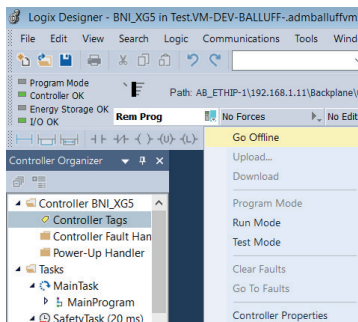 Logix Designer - BNI_XG5 in Test.VM-DEV-BALLUFF-.admballuffvm
File Edit View Search Logic Communications Tools Wind
Program Mode
Controller OK
Energy Storage OK
I/O OK
Path: AB_ETHIP-1\192.168.1.11\Backplane\
Rem Prog
No Forces
No Edit
Go Offline
Upload...
Download
Program Mode
Run Mode
Test Mode
Clear Faults
Go To Faults
Controller Properties
Controller Organizer
Controller BNI_XG5
Controller Tags
Controller Fault Han
Power-Up Handler
Tasks
MainTask
MainProgram
SafetyTask (20 ms)